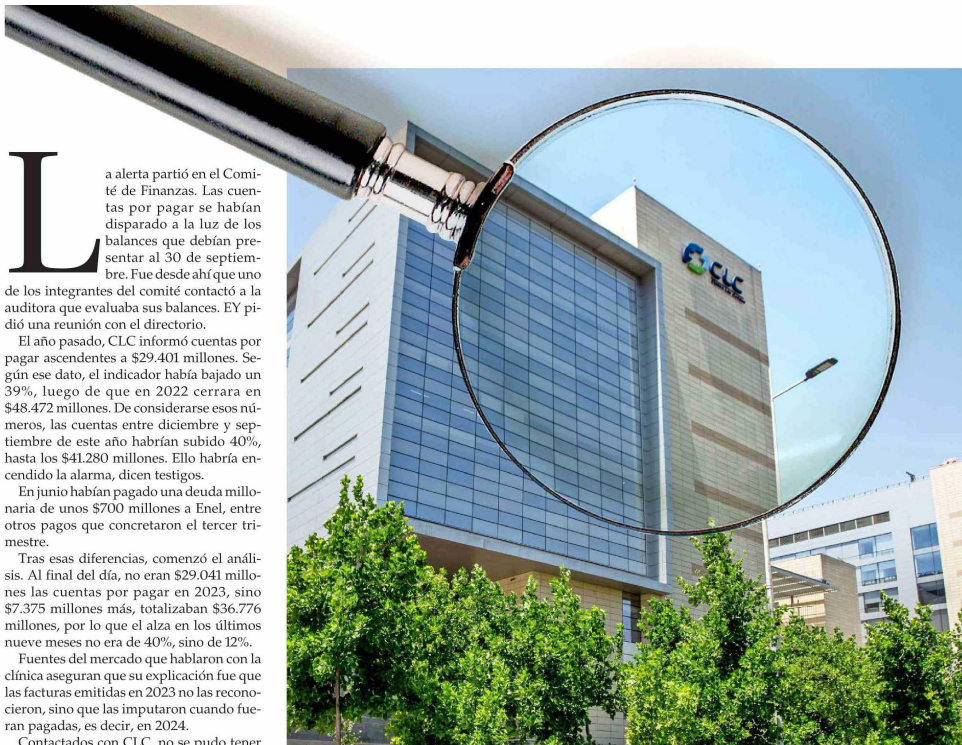 La alerta partió en el Comi-
té de Finanzas. Las cuen-
tas por pagar se habían
disparado a la luz de los
balances que debían pre-
sentar al 30 de septiem-
bre. Fue desde ahí que uno
de los integrantes del comité contactó a la
auditora que evaluaba sus balances. EY pi-
dió una reunión con el directorio.
El año pasado, CLC informó cuentas por
pagar ascendentes a $29.401 millones. Se-
gún ese dato, el indicador había bajado un
39%, luego de que en 2022 cerrara en
$48.472 millones. De considerarse esos nú-
meros, las cuentas entre diciembre y sep-
tiembre de este año habrían subido 40%,
hasta los $41.280 millones. Ello habría en-
cendido la alarma, dicen testigos.
En junio habían pagado una deuda millo-
naria de unos $700 millones a Enel, entre
otros pagos que concretaron el tercer tri-
mestre.
Tras esas diferencias, comenzó el análi-
sis. Al final del día, no eran $29.041 millo-
nes las cuentas por pagar en 2023, sino
$7.375 millones más, totalizaban $36.776
millones, por lo que el alza en los últimos
nueve meses no era de 40%, sino de 12%.
Fuentes del mercado que hablaron con la
clínica aseguran que su explicación fue que
las facturas emitidas en 2023 no las recono-
cieron, sino que las imputaron cuando fue-
ran pagadas, es decir, en 2024.
Contactados con CLC, no se pudo tener
CLC